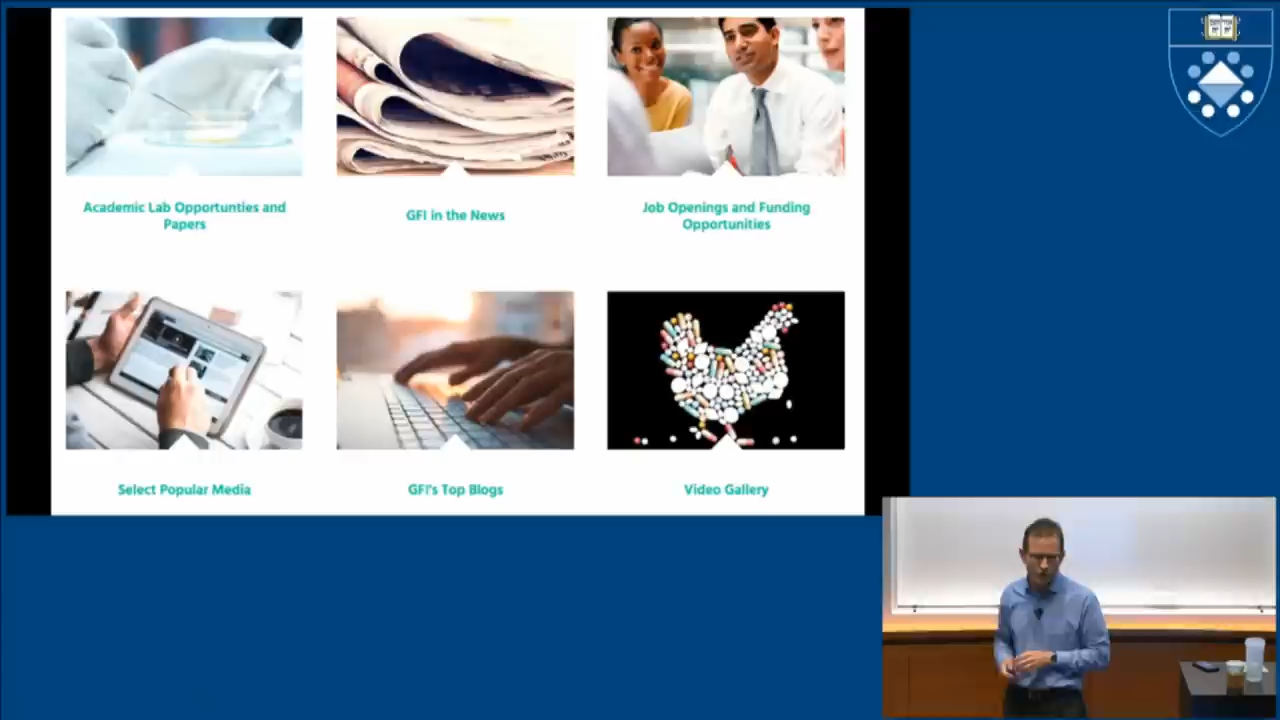 Academic Lab Opportunties and
Papers
GFI in the News
Job Openings and Funding
Opportunities
Select Popular Media
GFI's Top Blogs
Video Gallery